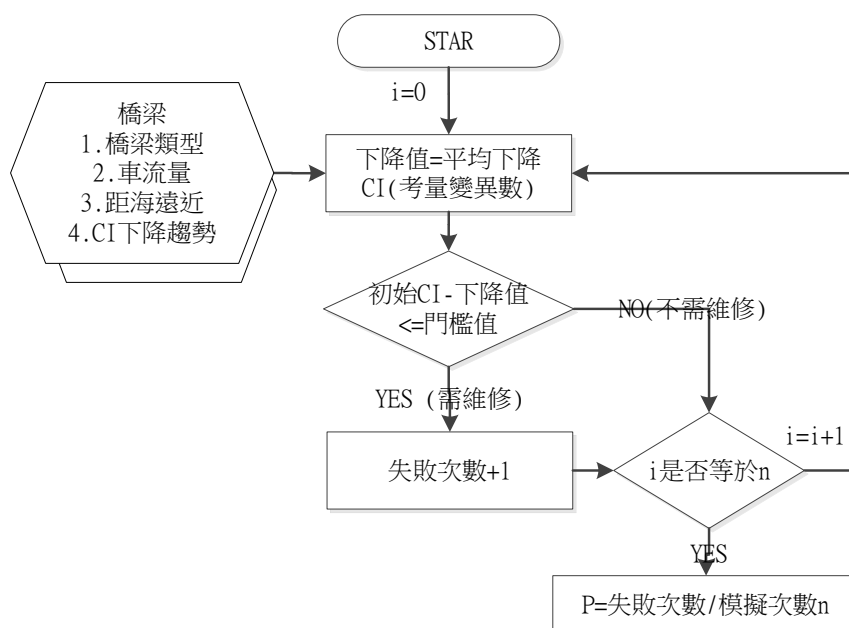 STAR
i=0
橋梁
1.橋梁類型
2.車流量
3.距海遠近
4.CI下降趨勢
下降值=平均下降
CI(考量變異數)
初始CI-下降值
<=門檻值
NO(不需維修)
YES (需維修)
失敗次數+1
i是否等於n
i=i+1
YES
P=失敗次數/模擬次數n